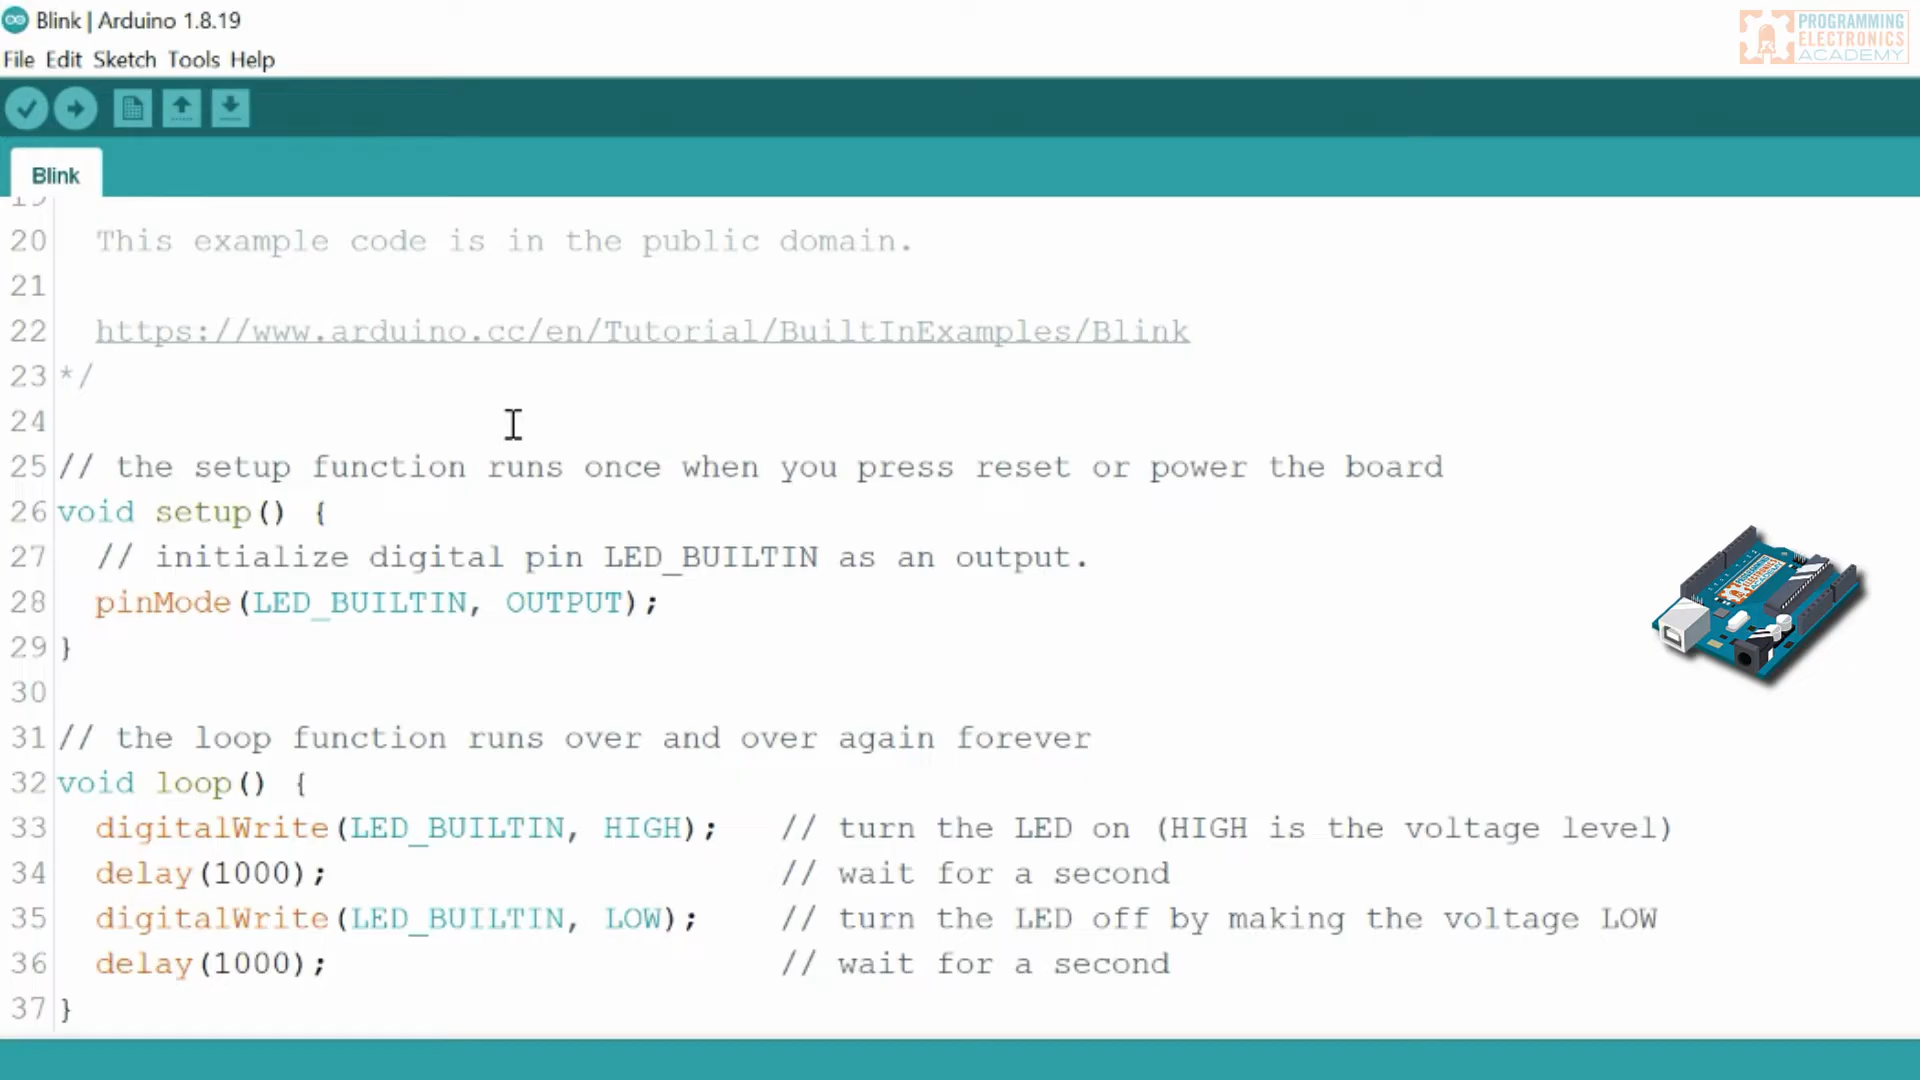 Blink | Arduino 1.8.19
PROGRAMMING
ELECTRONICS
ACADEMY
File Edit Sketch Tools Help
Blink
19
20   This example code is in the public domain.
21
22   https://www.arduino.cc/en/Tutorial/BuiltInExamples/Blink
23 */
24
25 // the setup function runs once when you press reset or power the board
26 void setup() {
27   // initialize digital pin LED_BUILTIN as an output.
28   pinMode(LED_BUILTIN, OUTPUT);
29 }
30
31 // the loop function runs over and over again forever
32 void loop() {
33   digitalWrite(LED_BUILTIN, HIGH);   // turn the LED on (HIGH is the voltage level)
34   delay(1000);                       // wait for a second
35   digitalWrite(LED_BUILTIN, LOW);    // turn the LED off by making the voltage LOW
36   delay(1000);                       // wait for a second
37 }